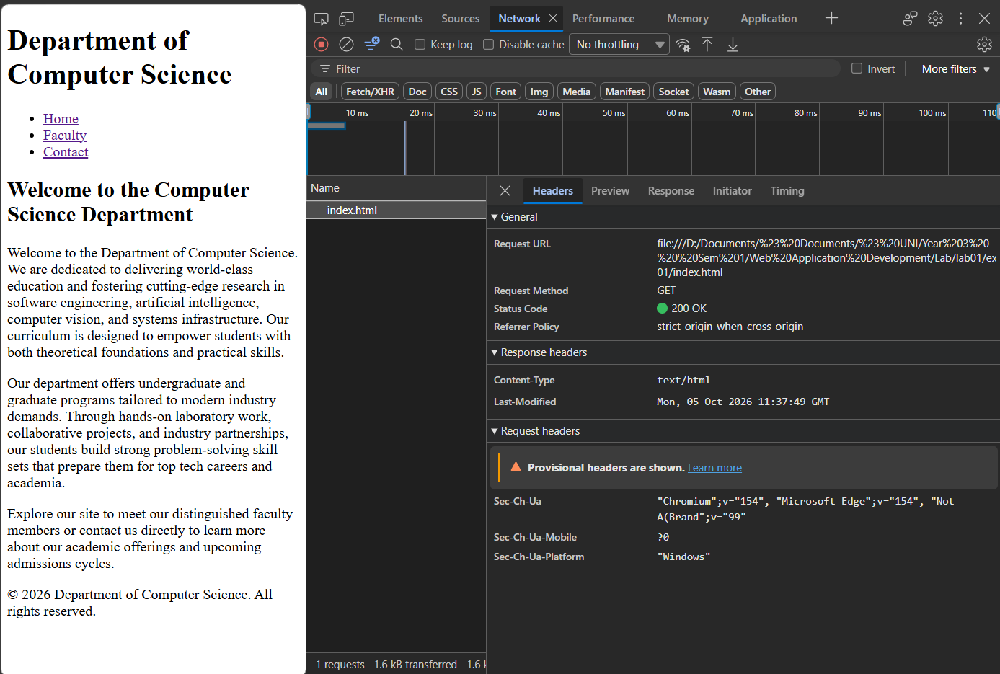 Department of
Computer Science
Home
Faculty
Contact
Welcome to the Computer
Science Department
Welcome to the Department of Computer Science.
We are dedicated to delivering world-class
education and fostering cutting-edge research in
software engineering, artificial intelligence,
computer vision, and systems infrastructure. Our
curriculum is designed to empower students with
both theoretical foundations and practical skills.
Our department offers undergraduate and
graduate programs tailored to modern industry
demands. Through hands-on laboratory work,
collaborative projects, and industry partnerships,
our students build strong problem-solving skill
sets that prepare them for top tech careers and
academia.
Explore our site to meet our distinguished faculty
members or contact us directly to learn more
about our academic offerings and upcoming
admissions cycles.
© 2026 Department of Computer Science. All
rights reserved.
Elements Sources Network Performance Memory Application
Keep log Disable cache No throttling
Filter Invert More filters
All Fetch/XHR Doc CSS JS Font Img Media Manifest Socket Wasm Other
10 ms 20 ms 30 ms 40 ms 50 ms 60 ms 70 ms 80 ms 90 ms 100 ms 110
Name
index.html
1 requests 1.6 kB transferred 1.6 k
Headers Preview Response Initiator Timing
General
Request URL file:///D:/Documents/%23%20Documents/%23%20UNI/Year%203%20-
%20%20Sem%201/Web%20Application%20Development/Lab/lab01/ex
01/index.html
Request Method GET
Status Code 200 OK
Referrer Policy strict-origin-when-cross-origin
Response headers
Content-Type text/html
Last-Modified Mon, 05 Oct 2026 11:37:49 GMT
Request headers
Provisional headers are shown. Learn more
Sec-Ch-Ua "Chromium";v="154", "Microsoft Edge";v="154", "Not
A(Brand";v="99"
Sec-Ch-Ua-Mobile ?0
Sec-Ch-Ua-Platform "Windows"